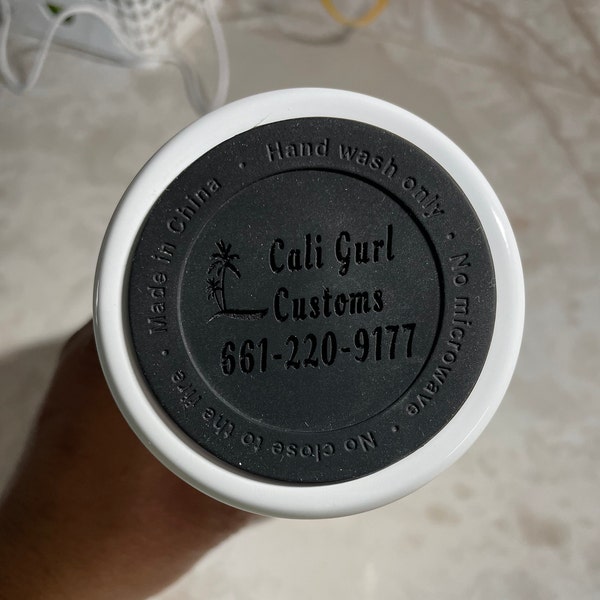 Cali Gurl
Customs
661-220-9177
Hand wash only • No microwave • No close to the fire • Made in China •